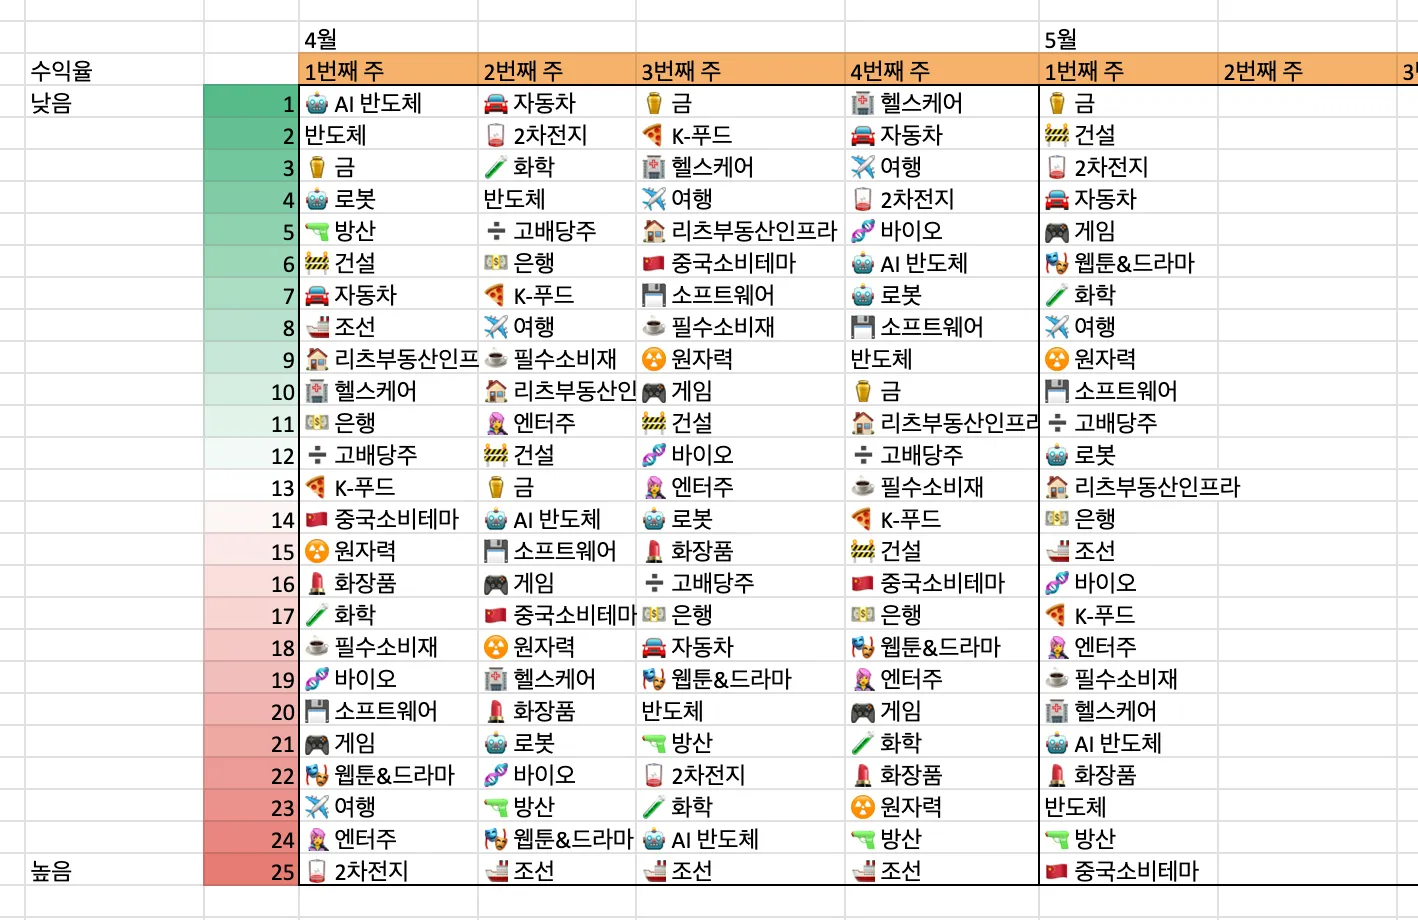 4월 5월
수익율 1번째 주 2번째 주 3번째 주 4번째 주 1번째 주 2번째 주
낮음 1 AI 반도체 자동차 금 헬스케어 금
2 반도체 2차전지 K-푸드 자동차 건설
3 금 화학 헬스케어 여행 2차전지
4 로봇 반도체 여행 2차전지 자동차
5 방산 고배당주 리츠부동산인프라 바이오 게임
6 건설 은행 중국소비테마 AI 반도체 웹툰&드라마
7 자동차 K-푸드 소프트웨어 로봇 화학
8 조선 여행 필수소비재 소프트웨어 여행
9 리츠부동산인프 필수소비재 원자력 반도체 원자력
10 헬스케어 리츠부동산인 게임 금 소프트웨어
11 은행 엔터주 건설 리츠부동산인프라 고배당주
12 고배당주 건설 바이오 고배당주 로봇
13 K-푸드 금 엔터주 필수소비재 리츠부동산인프라
14 중국소비테마 AI 반도체 로봇 K-푸드 은행
15 원자력 소프트웨어 화장품 건설 조선
16 화장품 게임 고배당주 중국소비테마 바이오
17 화학 중국소비테마 은행 은행 K-푸드
18 필수소비재 원자력 자동차 웹툰&드라마 엔터주
19 바이오 헬스케어 웹툰&드라마 엔터주 필수소비재
20 소프트웨어 화장품 반도체 게임 헬스케어
21 게임 로봇 방산 화학 AI 반도체
22 웹툰&드라마 바이오 2차전지 화장품 화장품
23 여행 방산 화학 원자력 반도체
24 엔터주 웹툰&드라마 AI 반도체 방산 방산
높음 25 2차전지 조선 조선 조선 중국소비테마